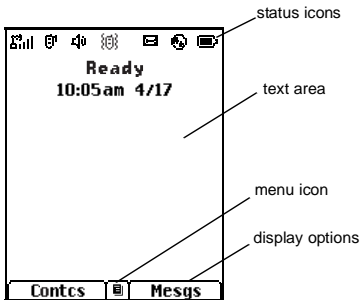 status icons
Ready
10:05am 4/17
text area
menu icon
display options
Contcs Mesgs